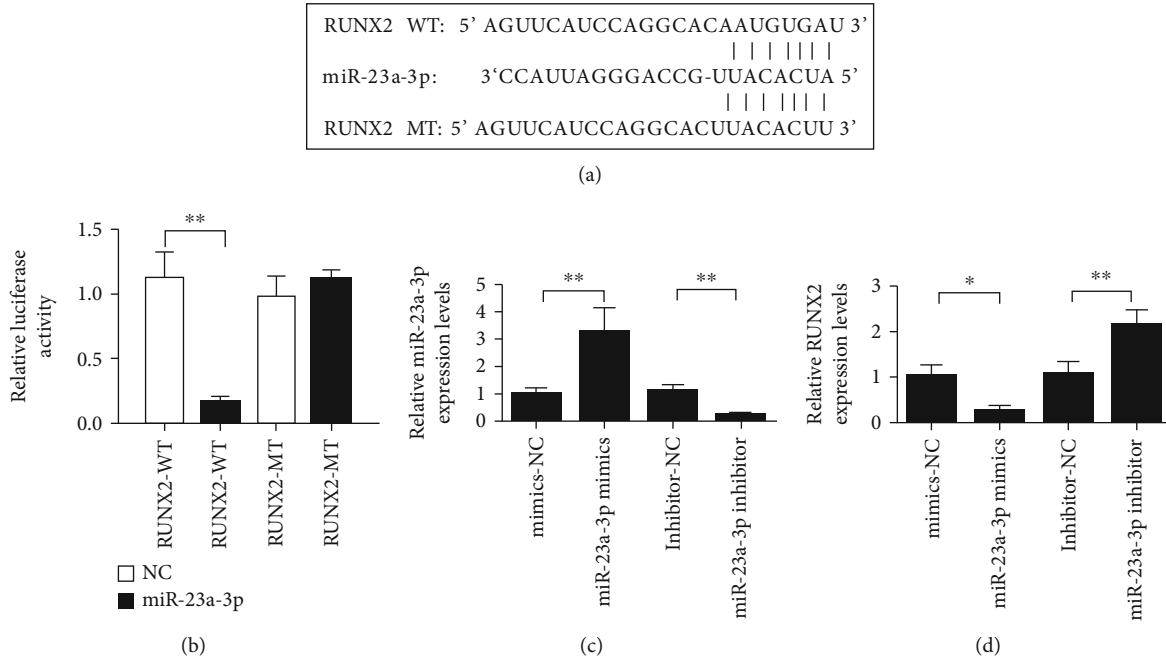 RUNX2 WT: 5’ AGUUCAUCCAGGCACAAUGUGAU 3’
miR-23a-3p: 3‘CCAUUAGGGACCG-UUACACUA 5’
RUNX2 MT: 5’ AGUUCAUCCAGGCACUUACACUU 3’
(a)
Relative luciferase
activity
1.5
1.0
0.5
0.0
**
RUNX2-WT
RUNX2-WT
RUNX2-MT
RUNX2-MT
NC
miR-23a-3p
(b)
Relative miR-23a-3p
expression levels
5
4
3
2
1
0
**
**
mimics-NC
miR-23a-3p mimics
Inhibitor-NC
miR-23a-3p inhibitor
(c)
Relative RUNX2
expression levels
3
2
1
0
*
**
mimics-NC
miR-23a-3p mimics
Inhibitor-NC
miR-23a-3p inhibitor
(d)